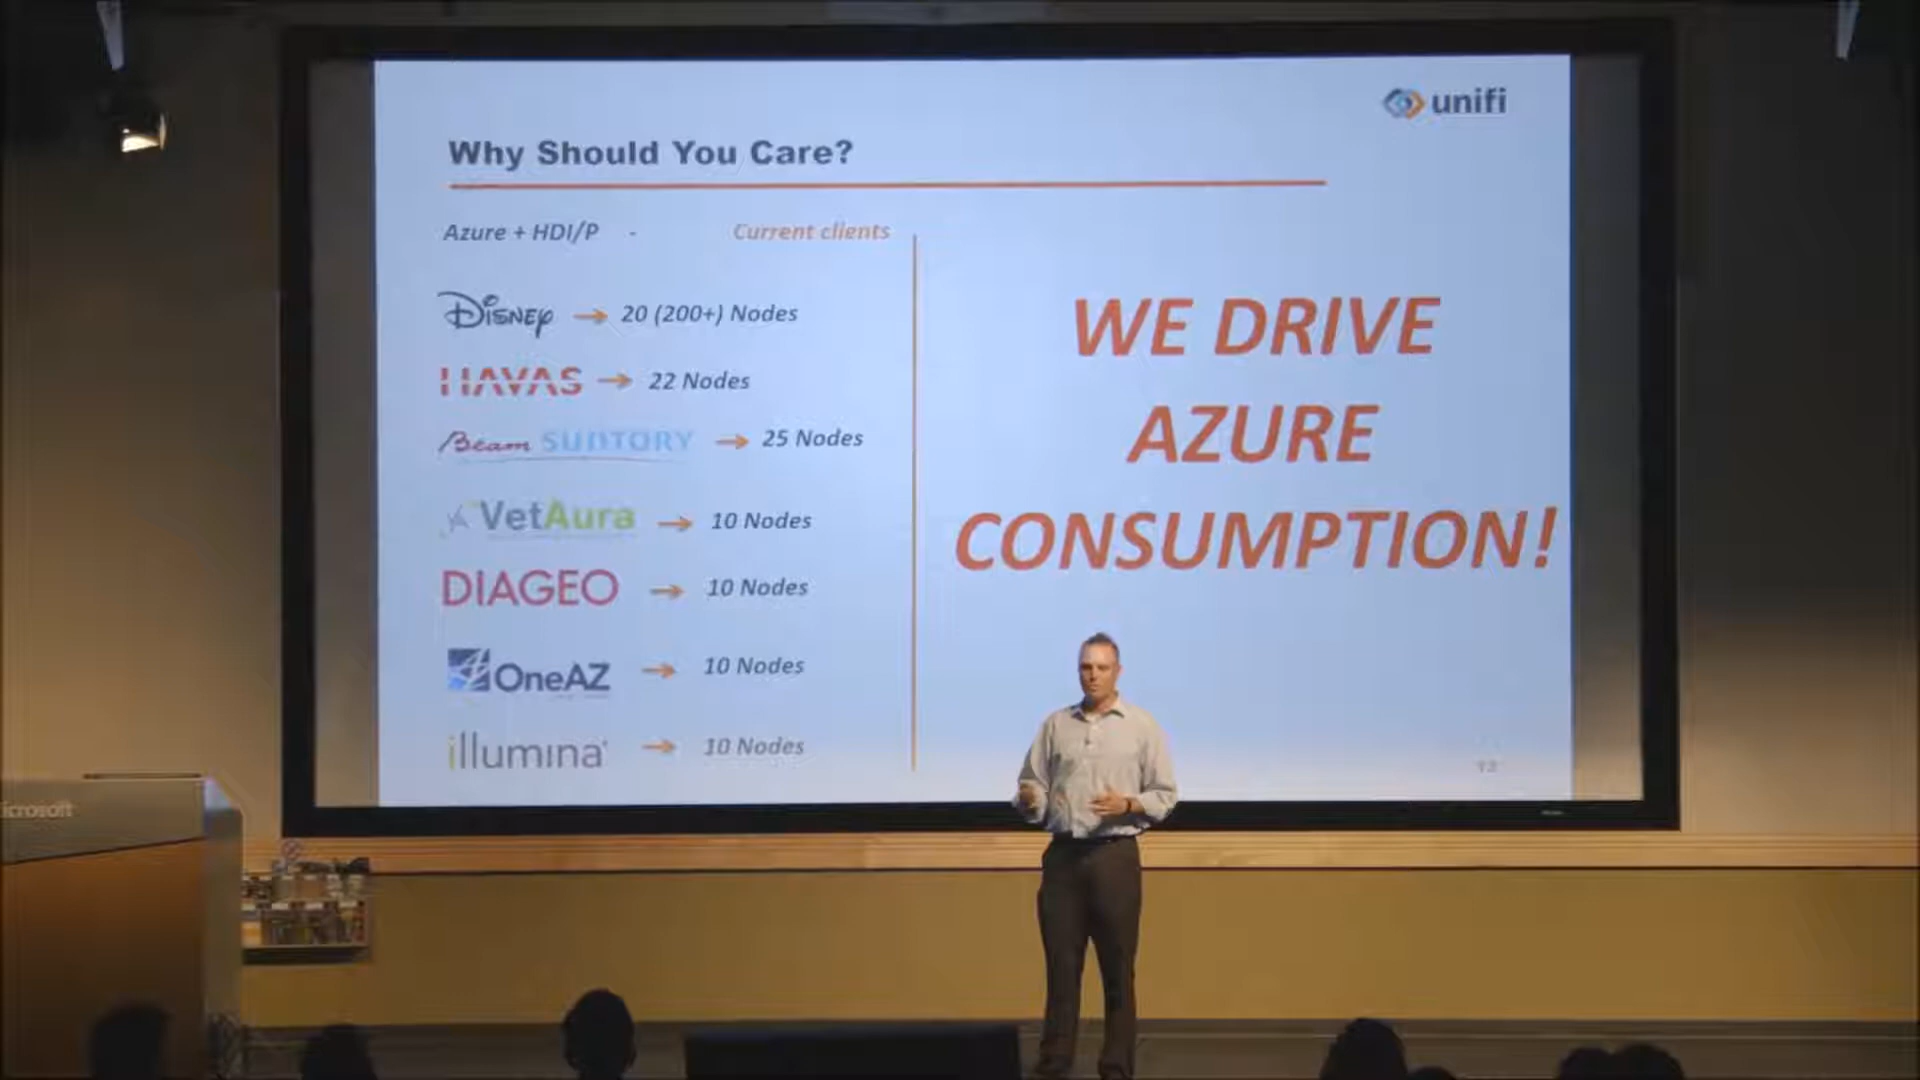 unifi
Why Should You Care?
Azure + HDI/P - Current clients
Disney → 20 (200+) Nodes
HAVAS → 22 Nodes
Beam SUNTORY → 25 Nodes
VetAura → 10 Nodes
DIAGEO → 10 Nodes
OneAZ → 10 Nodes
illumina → 10 Nodes
WE DRIVE
AZURE
CONSUMPTION!
icrosoft